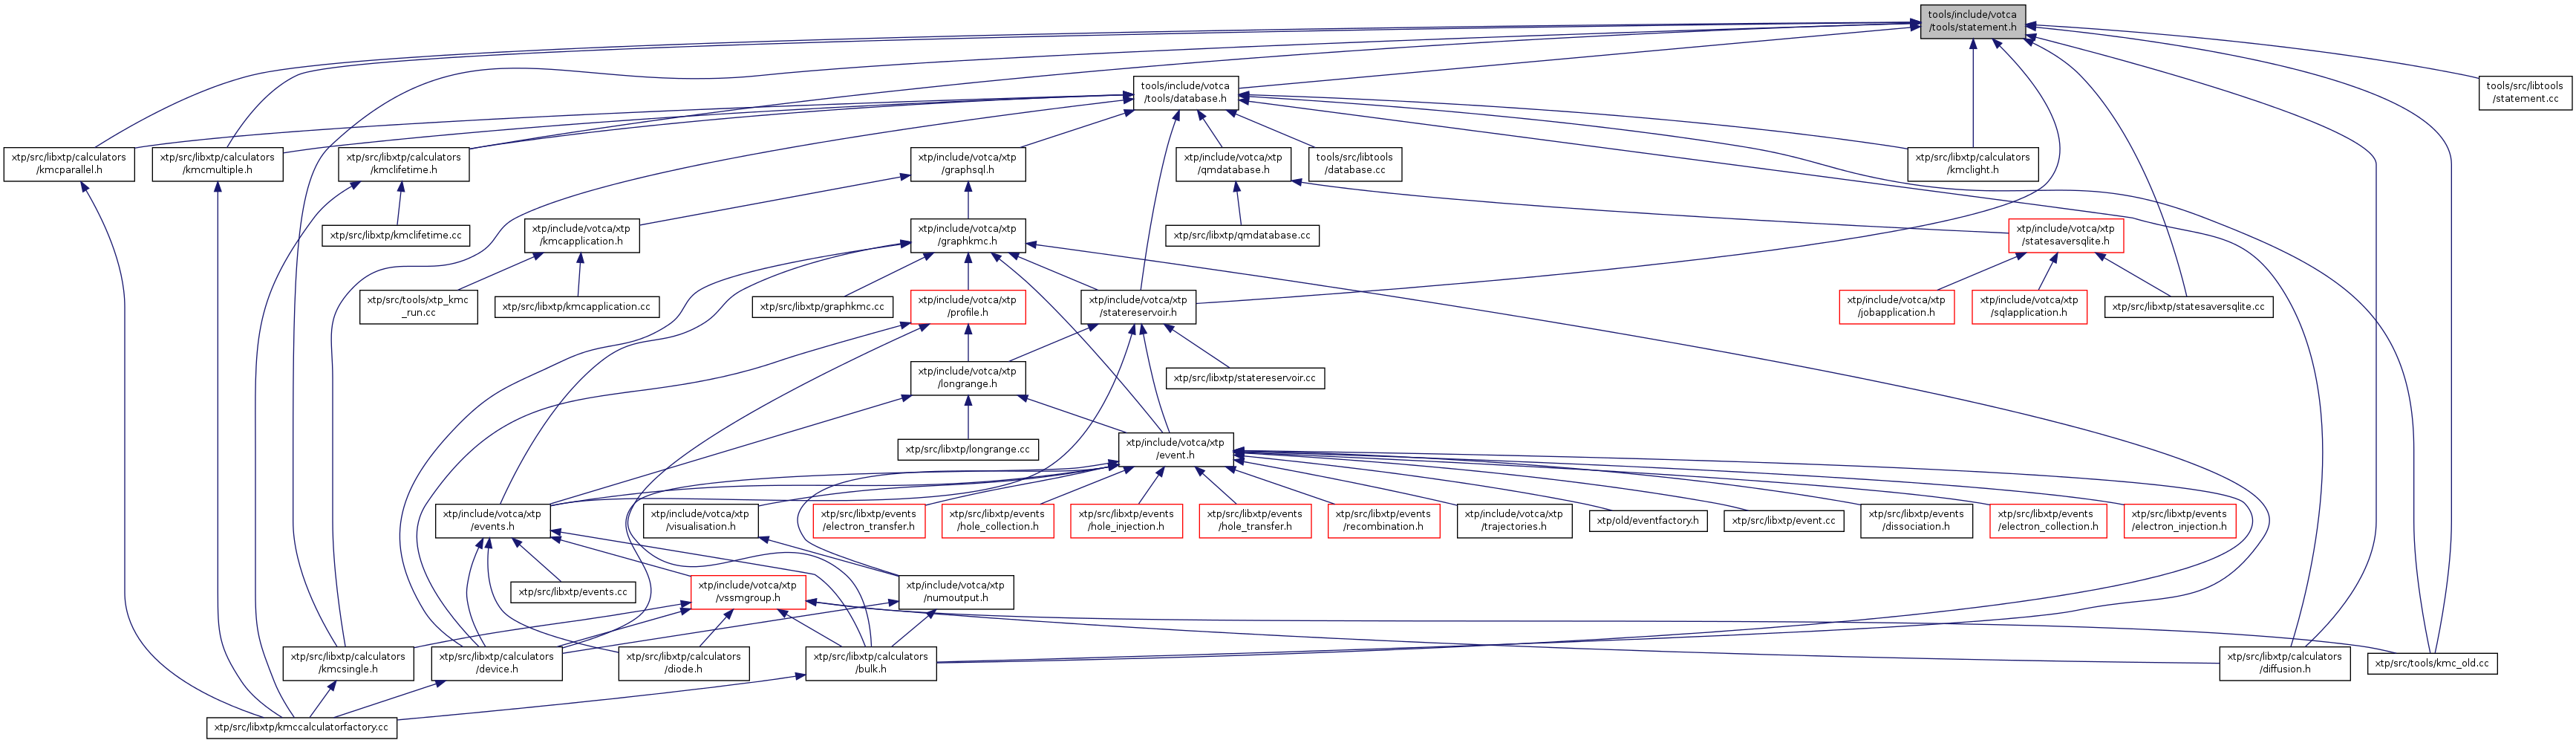 tools/include/votca
/tools/statement.h
tools/include/votca
/tools/database.h
tools/src/libtools
/statement.cc
xtp/src/libxtp/calculators
/kmcparallel.h
xtp/src/libxtp/calculators
/kmcmultiple.h
xtp/src/libxtp/calculators
/kmclifetime.h
xtp/include/votca/xtp
/graphsql.h
xtp/include/votca/xtp
/qmdatabase.h
tools/src/libtools
/database.cc
xtp/src/libxtp/calculators
/kmclight.h
xtp/src/libxtp/kmclifetime.cc
xtp/include/votca/xtp
/kmcapplication.h
xtp/include/votca/xtp
/graphkmc.h
xtp/src/libxtp/qmdatabase.cc
xtp/include/votca/xtp
/statesaversqlite.h
xtp/src/tools/xtp_kmc
_run.cc
xtp/src/libxtp/kmcapplication.cc
xtp/src/libxtp/graphkmc.cc
xtp/include/votca/xtp
/profile.h
xtp/include/votca/xtp
/statereservoir.h
xtp/include/votca/xtp
/jobapplication.h
xtp/include/votca/xtp
/sqlapplication.h
xtp/src/libxtp/statesaversqlite.cc
xtp/include/votca/xtp
/longrange.h
xtp/src/libxtp/statereservoir.cc
xtp/src/libxtp/longrange.cc
xtp/include/votca/xtp
/event.h
xtp/include/votca/xtp
/events.h
xtp/include/votca/xtp
/visualisation.h
xtp/src/libxtp/events
/electron_transfer.h
xtp/src/libxtp/events
/hole_collection.h
xtp/src/libxtp/events
/hole_injection.h
xtp/src/libxtp/events
/hole_transfer.h
xtp/src/libxtp/events
/recombination.h
xtp/include/votca/xtp
/trajectories.h
xtp/old/eventfactory.h
xtp/src/libxtp/event.cc
xtp/src/libxtp/events
/dissociation.h
xtp/src/libxtp/events
/electron_collection.h
xtp/src/libxtp/events
/electron_injection.h
xtp/src/libxtp/events.cc
xtp/include/votca/xtp
/vssmgroup.h
xtp/include/votca/xtp
/numoutput.h
xtp/src/libxtp/calculators
/kmcsingle.h
xtp/src/libxtp/calculators
/device.h
xtp/src/libxtp/calculators
/diode.h
xtp/src/libxtp/calculators
/bulk.h
xtp/src/libxtp/calculators
/diffusion.h
xtp/src/tools/kmc_old.cc
xtp/src/libxtp/kmccalculatorfactory.cc